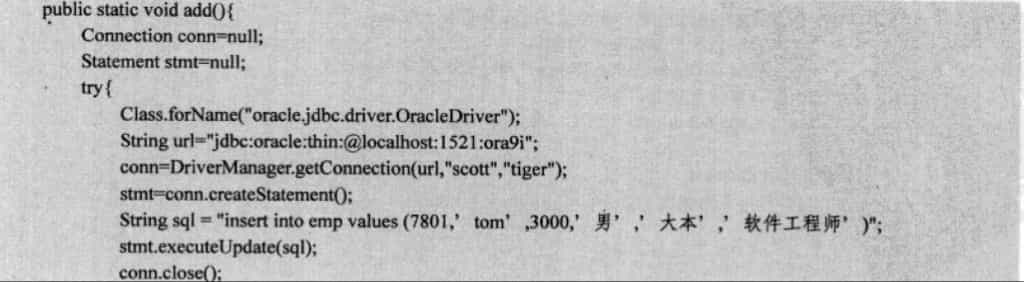 public static void add(){
Connection conn=null;
Statement stmt=null;
try{
Class.forName("oracle.jdbc.driver.OracleDriver");
String url="jdbc:oracle:thin:@localhost:1521:ora9i";
conn=DriverManager.getConnection(url,"scott","tiger");
stmt=conn.createStatement();
String sql = "insert into emp values (7801,’ tom’ ,3000,’ 男’ ,’ 大本’ ,’ 软件工程师’ )";
stmt.executeUpdate(sql);
conn.close();